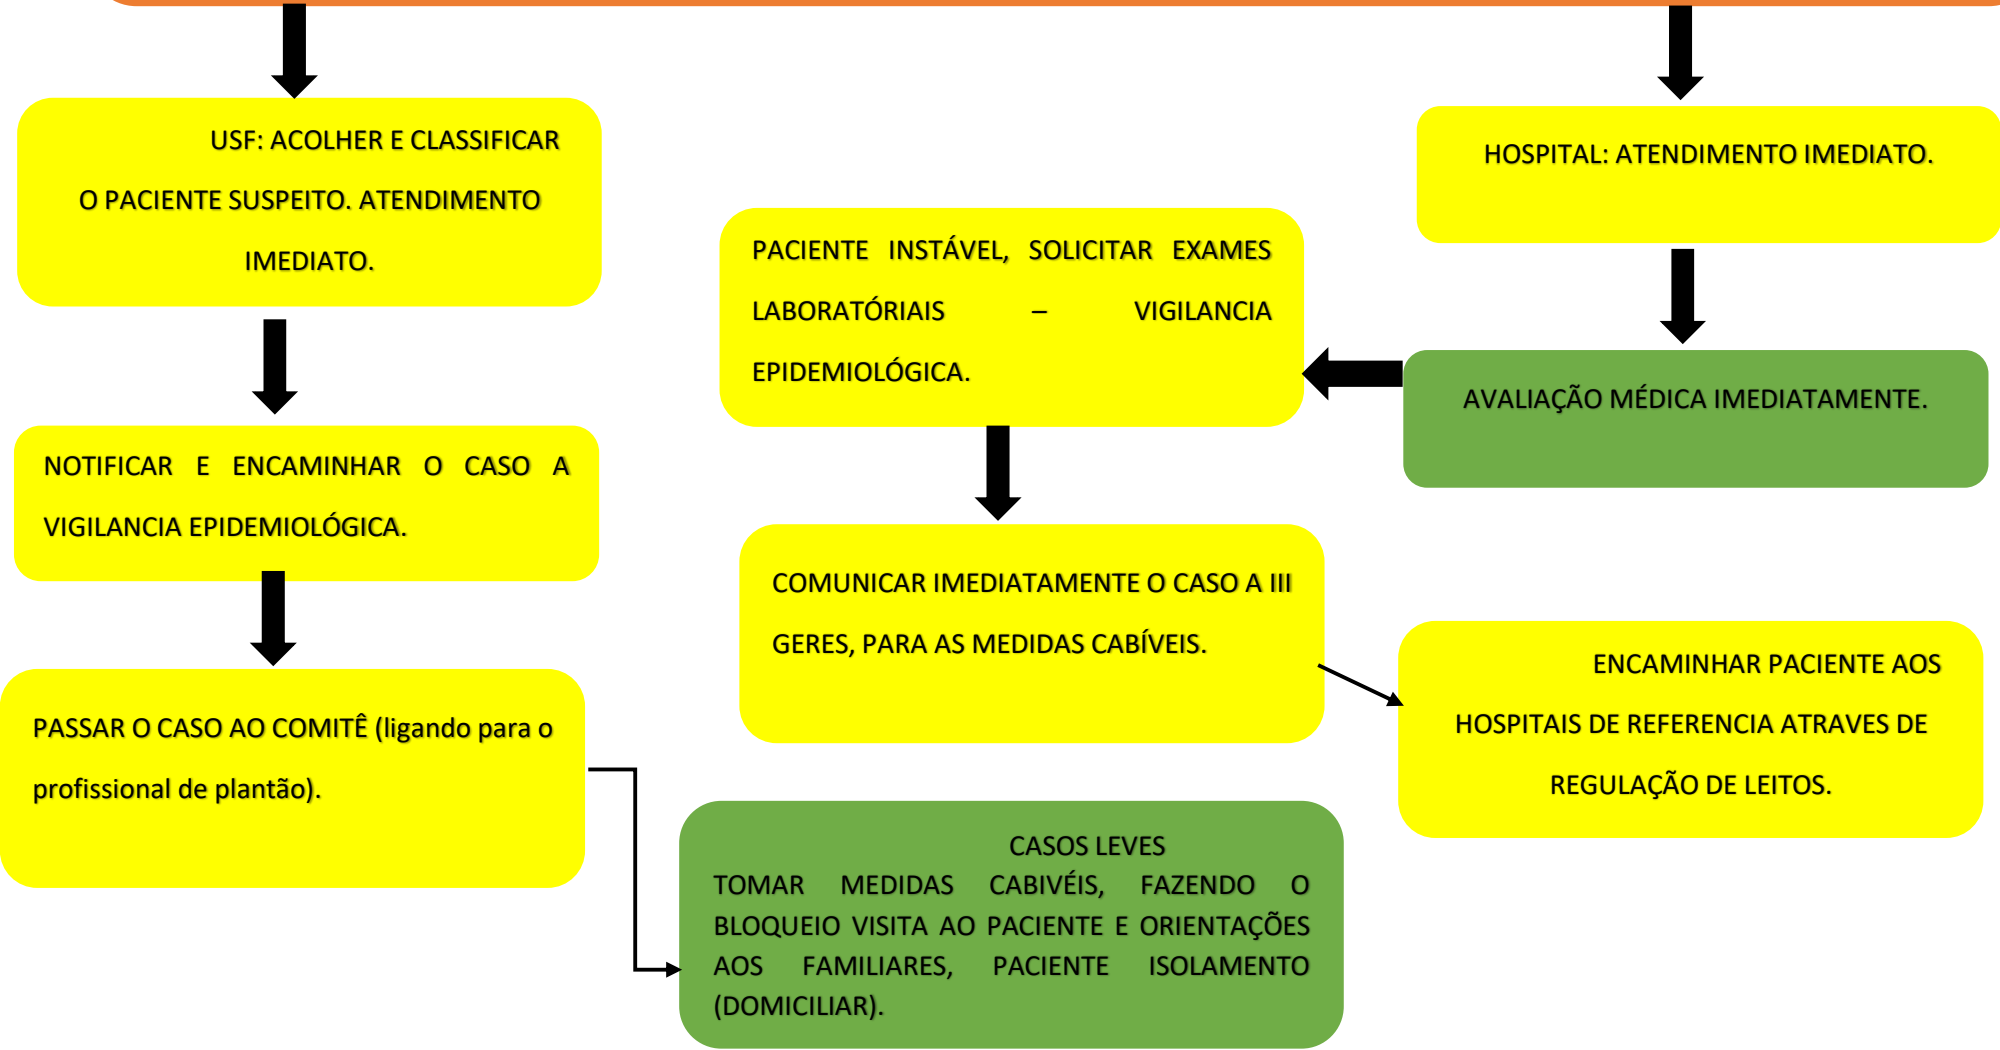 USF: ACOLHER E CLASSIFICAR
O PACIENTE SUSPEITO. ATENDIMENTO
IMEDIATO.
NOTIFICAR E ENCAMINHAR O CASO A
VIGILANCIA EPIDEMIOLÓGICA.
PASSAR O CASO AO COMITÊ (ligando para o
profissional de plantão).
CASOS LEVES
TOMAR MEDIDAS CABIVÉIS, FAZENDO O
BLOQUEIO VISITA AO PACIENTE E ORIENTAÇÕES
AOS FAMILIARES, PACIENTE ISOLAMENTO
(DOMICILIAR).
HOSPITAL: ATENDIMENTO IMEDIATO.
AVALIAÇÃO MÉDICA IMEDIATAMENTE.
PACIENTE INSTÁVEL, SOLICITAR EXAMES
LABORATÓRIAIS – VIGILANCIA
EPIDEMIOLÓGICA.
COMUNICAR IMEDIATAMENTE O CASO A III
GERES, PARA AS MEDIDAS CABÍVEIS.
ENCAMINHAR PACIENTE AOS
HOSPITAIS DE REFERENCIA ATRAVES DE
REGULAÇÃO DE LEITOS.